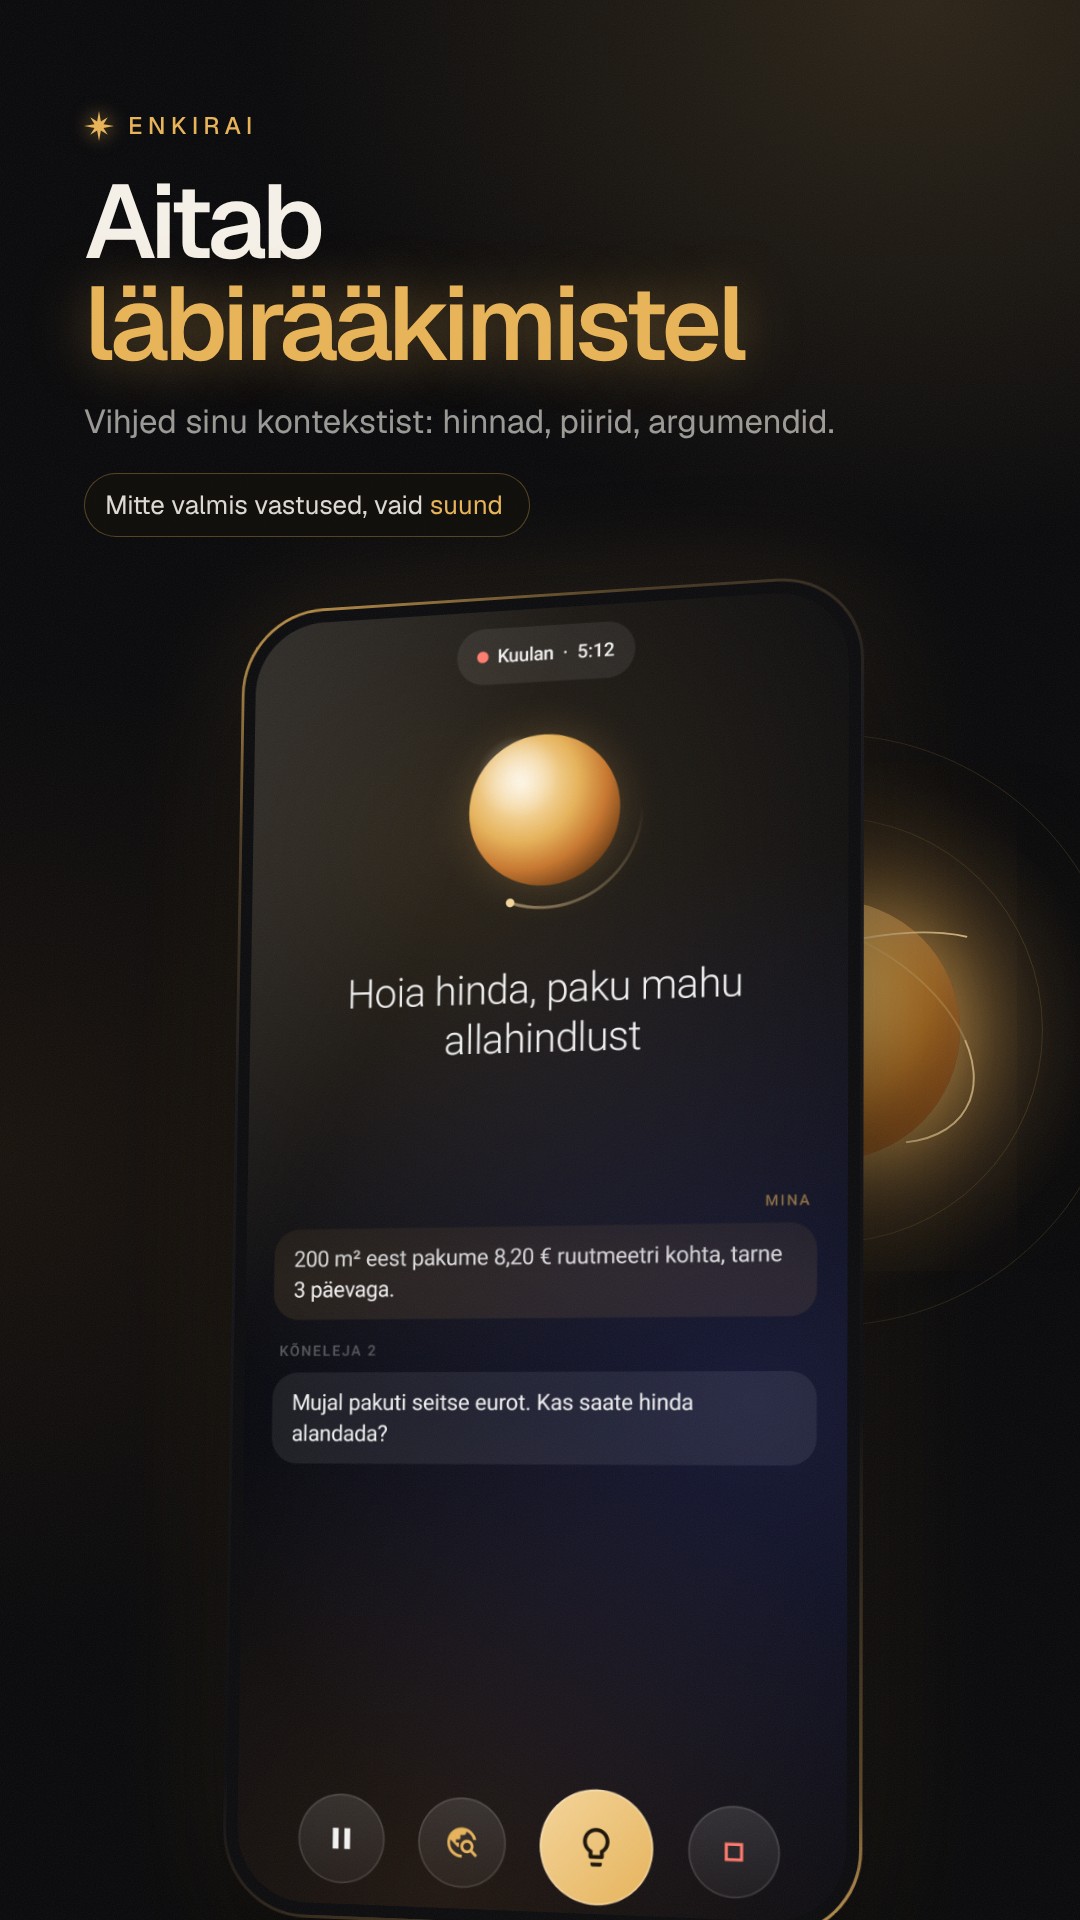 ENKIRAI
Aitab
läbirääkimistel
Vihjed sinu kontekstist: hinnad, piirid, argumendid.
Mitte valmis vastused, vaid suund
Kuulan · 5:12
Hoia hinda, paku mahu
allahindlust
MINA
200 m² eest pakume 8,20 € ruutmeetri kohta, tarne
3 päevaga.
KÕNELEJA 2
Mujal pakuti seitse eurot. Kas saate hinda
alandada?